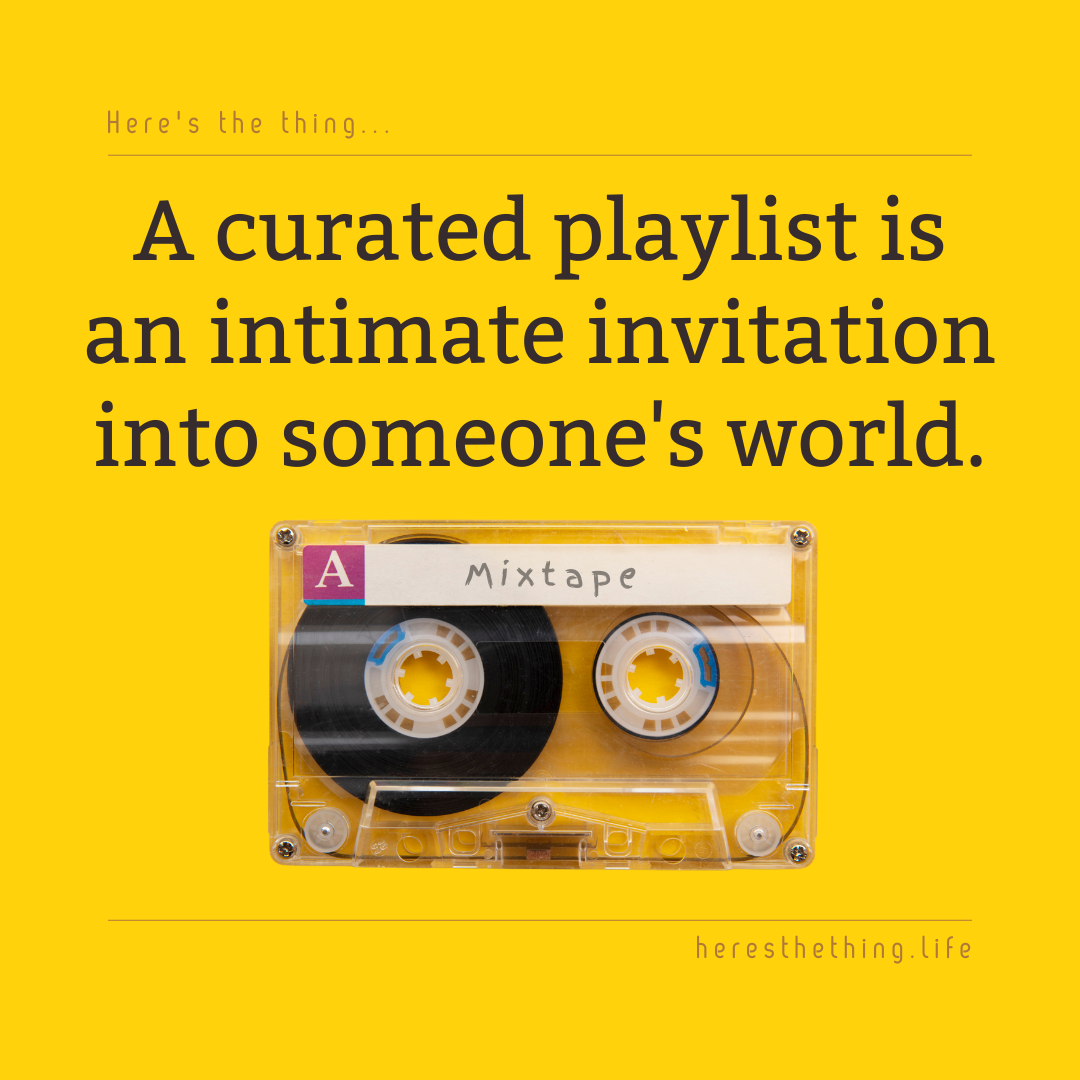 Here's the thing...
A curated playlist is
an intimate invitation
into someone's world.
A Mixtape
heresthething.life